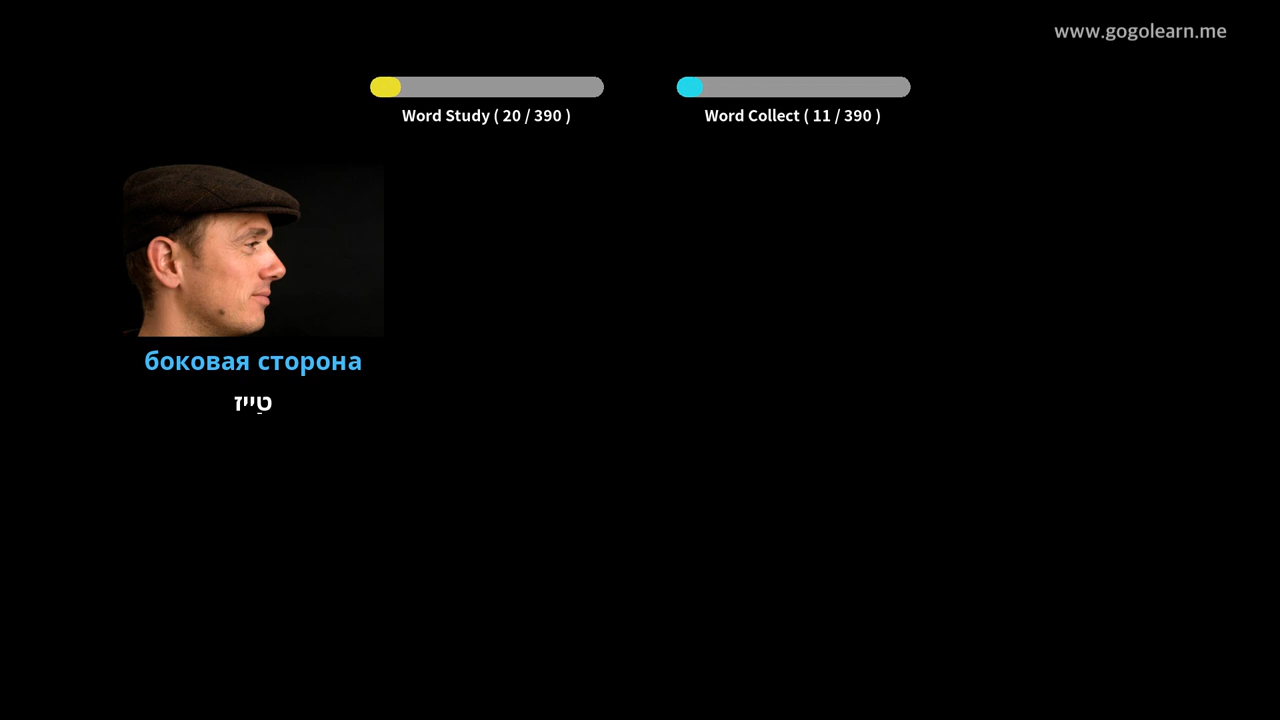 www.gogolearn.me
Word Study ( 20 / 390 )
Word Collect ( 11 / 390 )
боковая сторона
טַייז